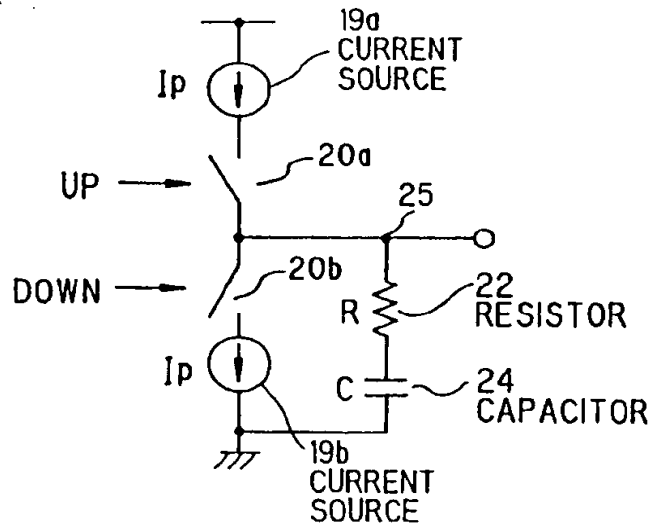 19a
CURRENT
SOURCE
Ip
20a
UP
25
20b
DOWN
22
RESISTOR
R
Ip
C
24
CAPACITOR
19b
CURRENT
SOURCE